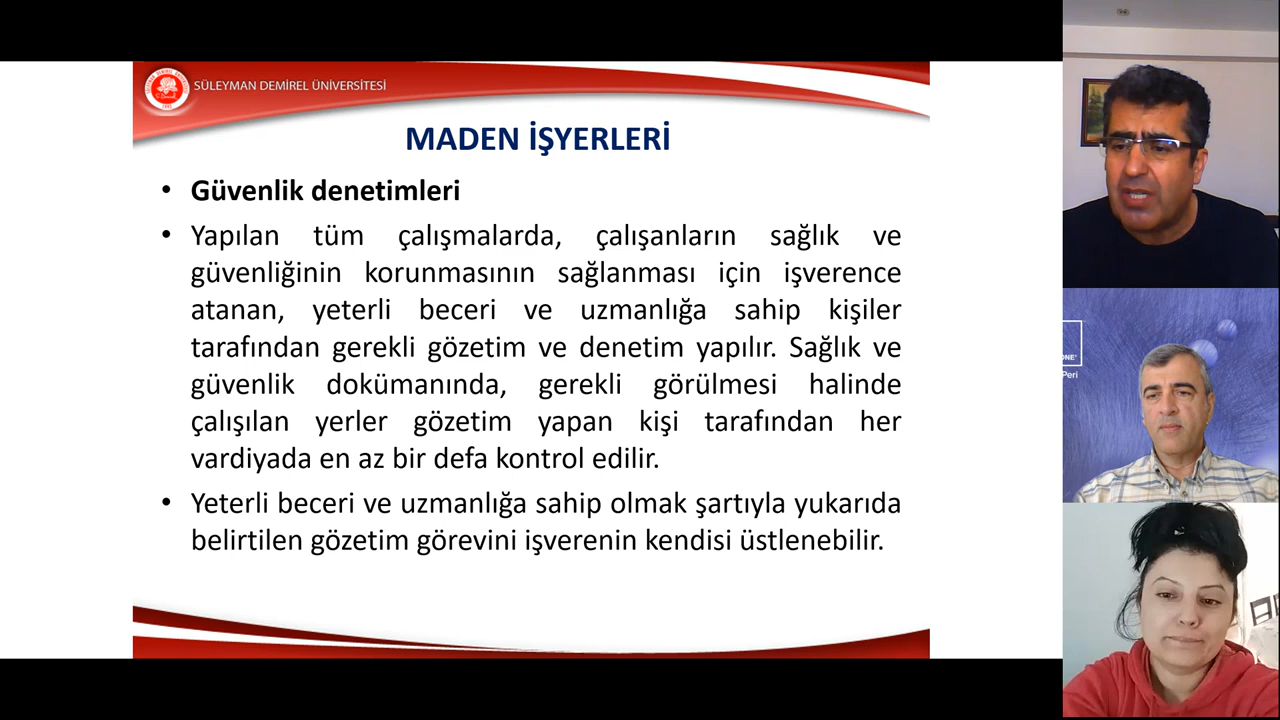 SÜLEYMAN DEMİREL ÜNİVERSİTESİ
MADEN İŞYERLERİ
• Güvenlik denetimleri
• Yapılan tüm çalışmalarda, çalışanların sağlık ve
güvenliğinin korunmasının sağlanması için işverence
atanan, yeterli beceri ve uzmanlığa sahip kişiler
tarafından gerekli gözetim ve denetim yapılır. Sağlık ve
güvenlik dokümanında, gerekli görülmesi halinde
çalışılan yerler gözetim yapan kişi tarafından her
vardiyada en az bir defa kontrol edilir.
• Yeterli beceri ve uzmanlığa sahip olmak şartıyla yukarıda
belirtilen gözetim görevini işverenin kendisi üstlenebilir.
Peri